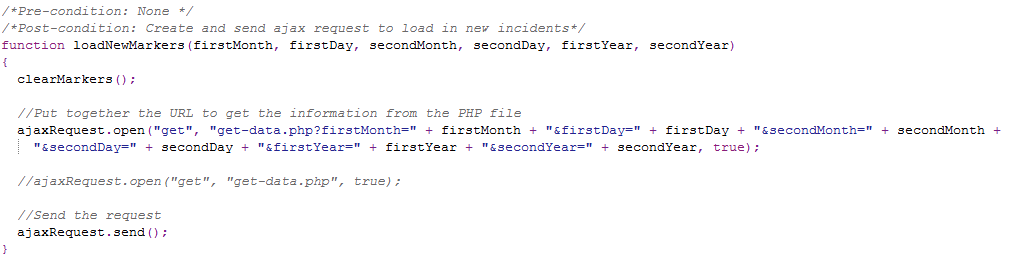 /*Pre-condition: None */
/*Post-condition: Create and send ajax request to load in new incidents*/
function loadNewMarkers(firstMonth, firstDay, secondMonth, secondDay, firstYear, secondYear)
{
clearMarkers();
//Put together the URL to get the information from the PHP file
ajaxRequest.open("get", "get-data.php?firstMonth=" + firstMonth + "&firstDay=" + firstDay + "&secondMonth=" + secondMonth +
"&secondDay=" + secondDay + "&firstYear=" + firstYear + "&secondYear=" + secondYear, true);
//ajaxRequest.open("get", "get-data.php", true);
//Send the request
ajaxRequest.send();
}